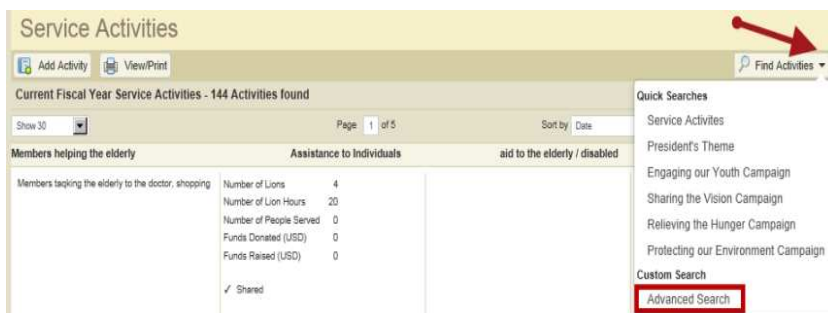 Service Activities
Add Activity View/Print Find Activities
Current Fiscal Year Service Activities - 144 Activities found
Show 30 Page 1 of 5 Sort by Date
Members helping the elderly Assistance to Individuals aid to the elderly / disabled
Members taqking the elderly to the doctor, shopping
Number of Lions 4
Number of Lion Hours 20
Number of People Served 0
Funds Donated (USD) 0
Funds Raised (USD) 0
✓ Shared
Quick Searches
Service Activites
President's Theme
Engaging our Youth Campaign
Sharing the Vision Campaign
Relieving the Hunger Campaign
Protecting our Environment Campaign
Custom Search
Advanced Search